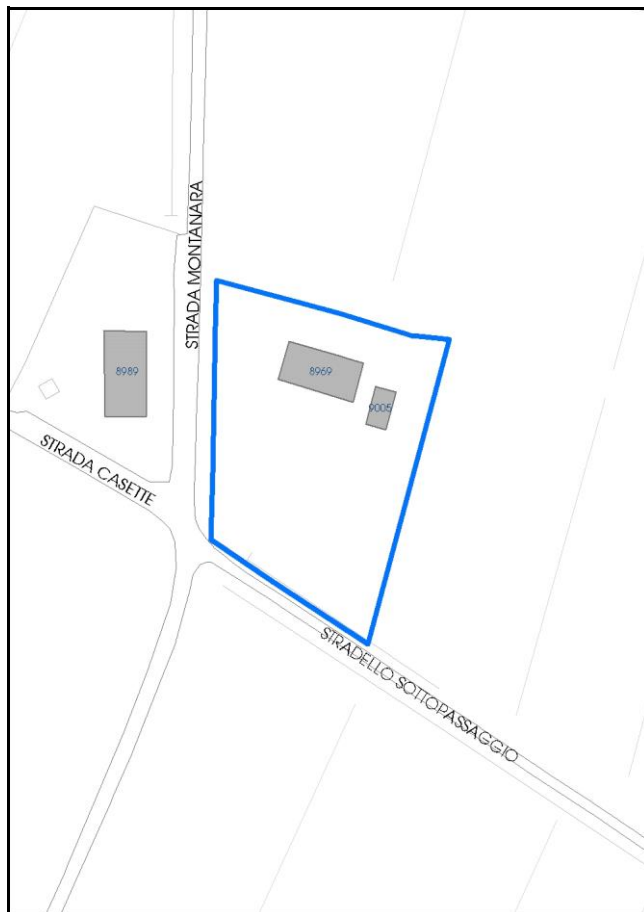 STRADA MONTANARA
8989
8969
9005
STRADA CASETTE
STRADELLO SOTTOPASSAGGIO